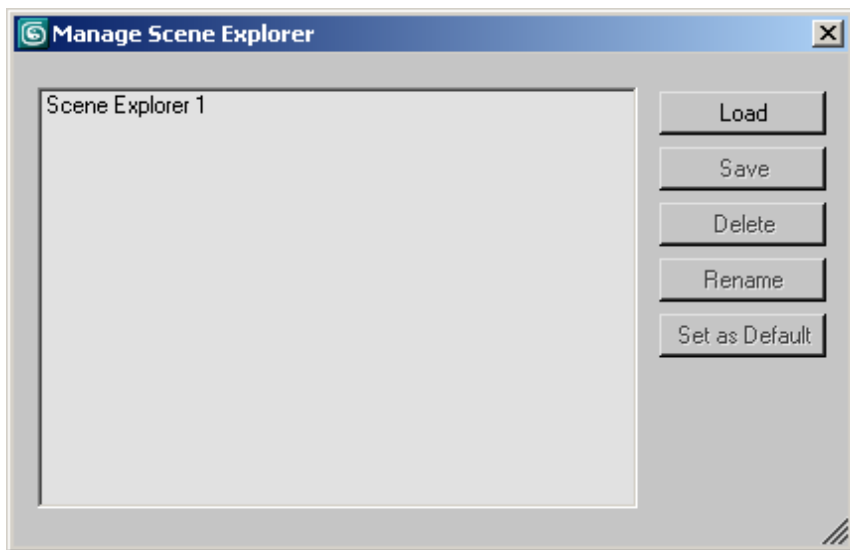 Manage Scene Explorer
Scene Explorer 1
Load
Save
Delete
Rename
Set as Default